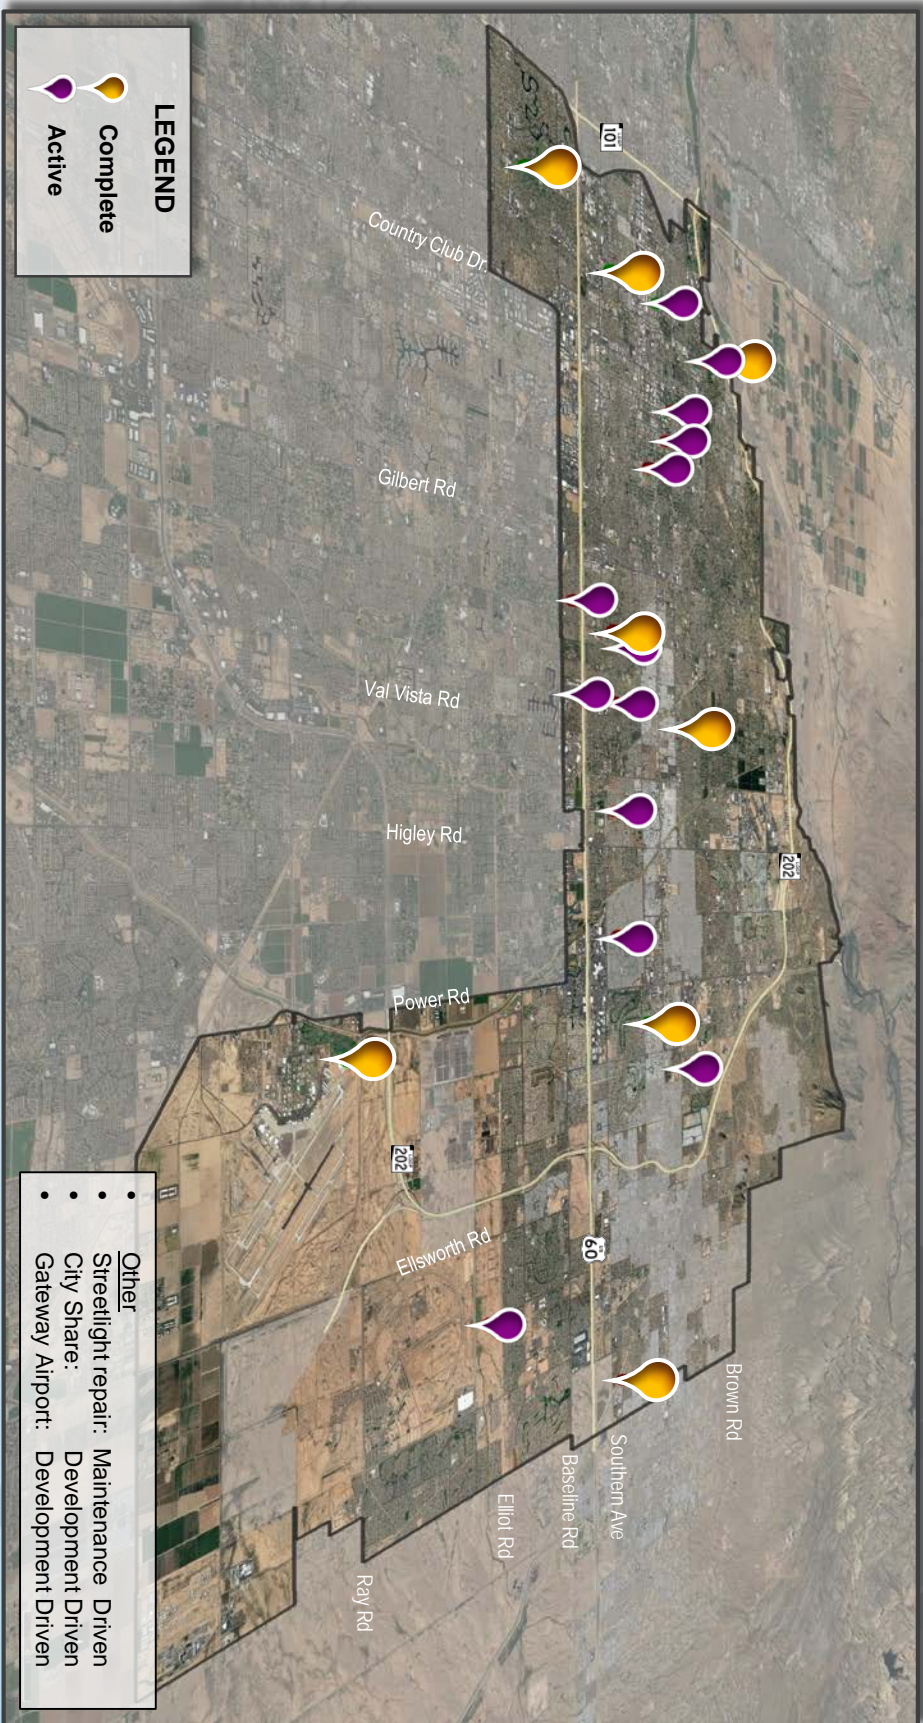 LEGEND
Complete
Active
LOOP
101
Country Club Dr.
Gilbert Rd
Val Vista Rd
Higley Rd
Power Rd
Ellsworth Rd
202
202
60
Brown Rd
Southern Ave
Baseline Rd
Elliot Rd
Ray Rd
• Other
• Streetlight repair: Maintenance Driven
• City Share: Development Driven
• Gateway Airport: Development Driven